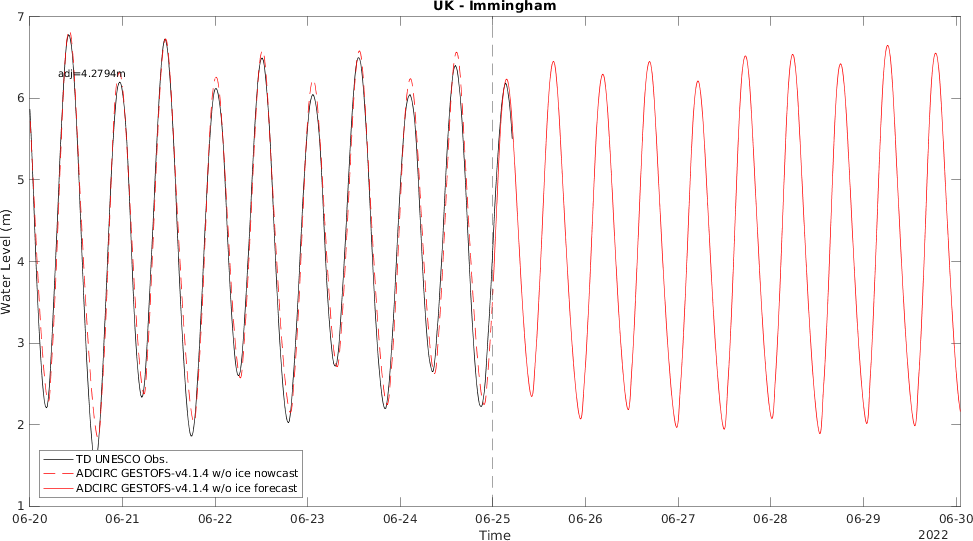 UK - Immingham
7
6
5
4
3
2
1
Water Level (m)
adj=4.2794m
TD UNESCO Obs.
ADCIRC GESTOFS-v4.1.4 w/o ice nowcast
ADCIRC GESTOFS-v4.1.4 w/o ice forecast
06-20 06-21 06-22 06-23 06-24 06-25 06-26 06-27 06-28 06-29 06-30
Time
2022